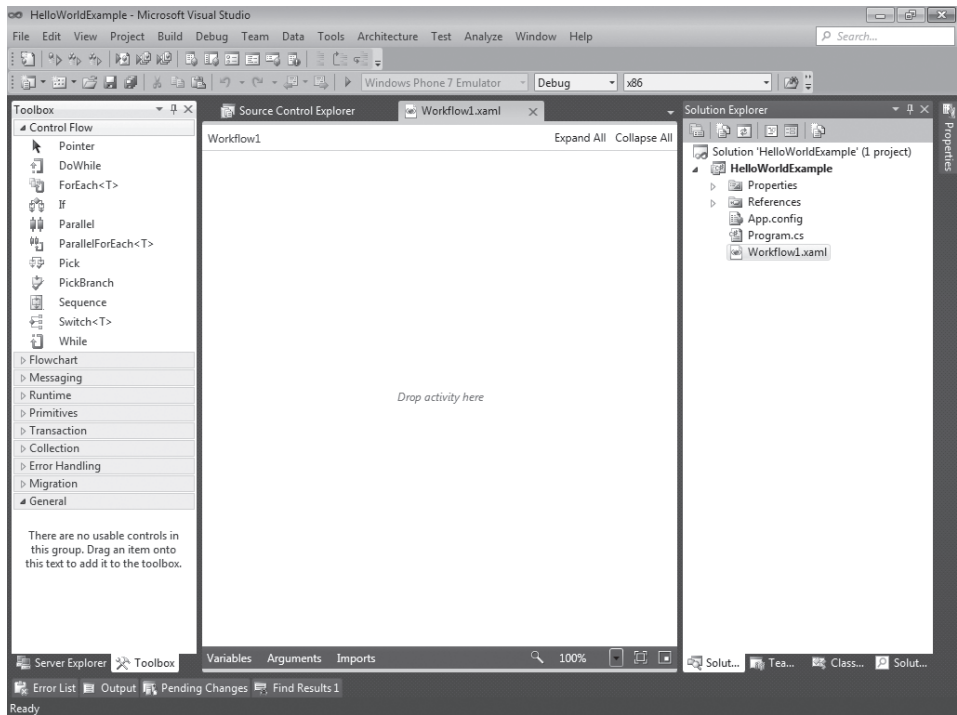 HelloWorldExample - Microsoft Visual Studio
File Edit View Project Build Debug Team Data Tools Architecture Test Analyze Window Help
Search...
Windows Phone 7 Emulator Debug x86
Toolbox
Control Flow
Pointer
DoWhile
ForEach<T>
If
Parallel
ParallelForEach<T>
Pick
PickBranch
Sequence
Switch<T>
While
Flowchart
Messaging
Runtime
Primitives
Transaction
Collection
Error Handling
Migration
General
There are no usable controls in
this group. Drag an item onto
this text to add it to the toolbox.
Server Explorer Toolbox
Source Control Explorer Workflow1.xaml
Workflow1 Expand All Collapse All
Drop activity here
Variables Arguments Imports 100%
Solution Explorer
Solution 'HelloWorldExample' (1 project)
HelloWorldExample
Properties
References
App.config
Program.cs
Workflow1.xaml
Solut... Tea... Class... Solut...
Properties
Error List Output Pending Changes Find Results 1
Ready